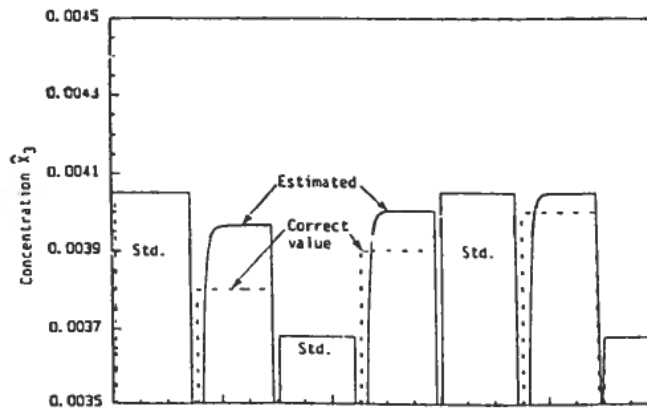 0.0045
0.0043
0.0041
0.0039
0.0037
0.0035
Concentration X̂₃
Estimated
Correct
value
Std.
Std.
Std.